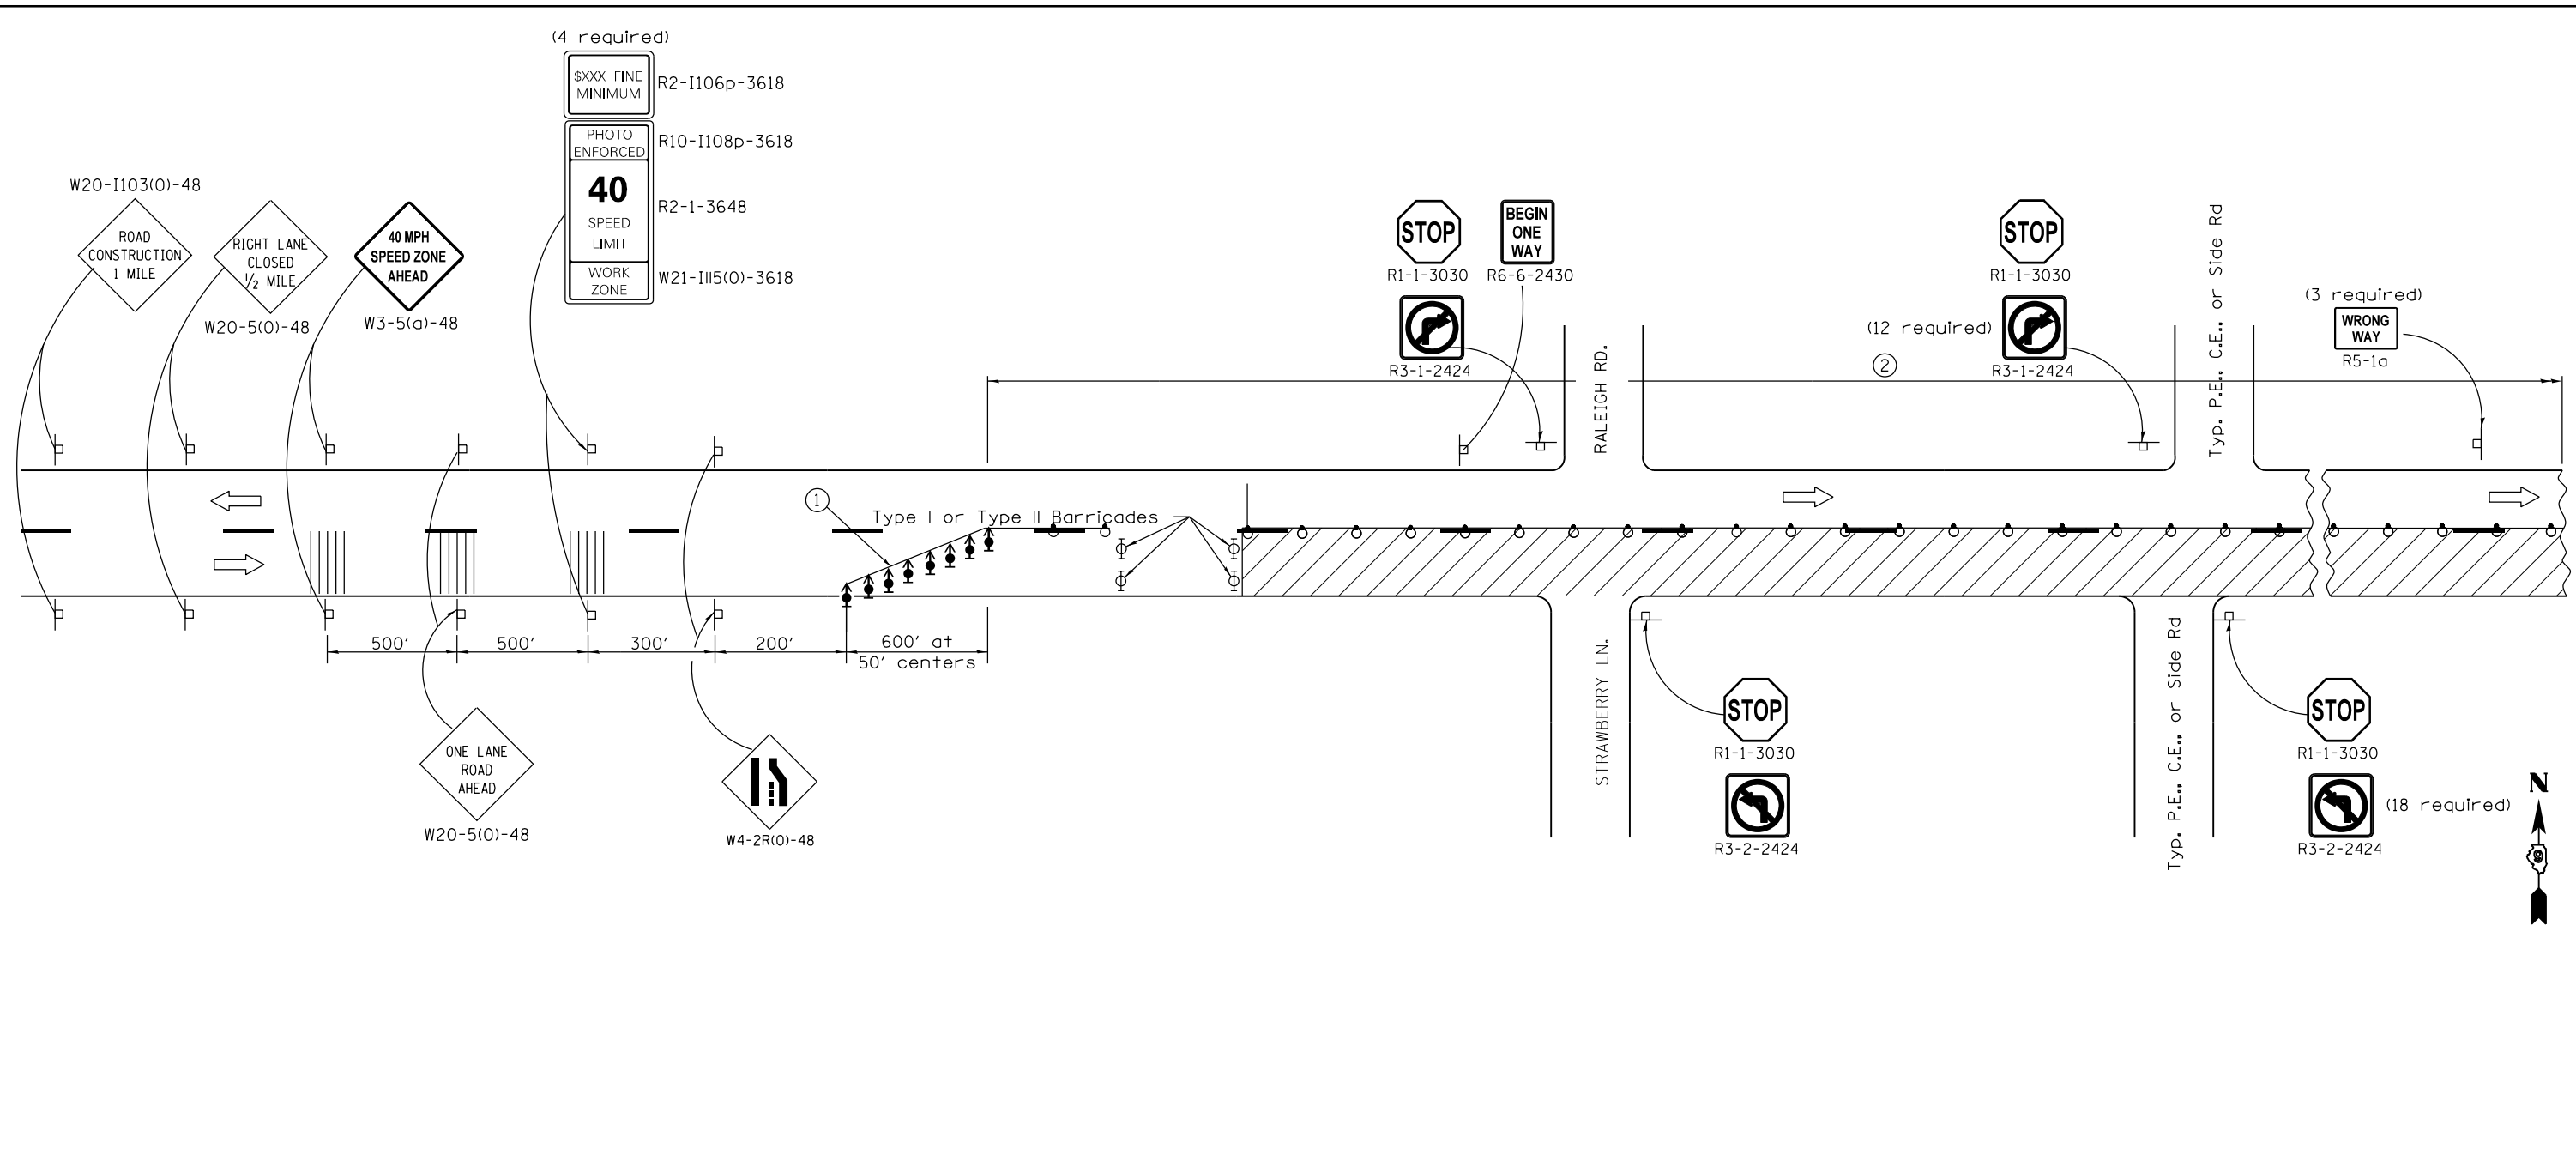 (4 required)
$XXX FINE
MINIMUM
R2-I106p-3618
PHOTO
ENFORCED
R10-I108p-3618
40
SPEED
LIMIT
R2-1-3648
WORK
ZONE
W21-I115(O)-3618
W20-I103(O)-48
ROAD
CONSTRUCTION
1 MILE
RIGHT LANE
CLOSED
1/2 MILE
W20-5(O)-48
40 MPH
SPEED ZONE
AHEAD
W3-5(a)-48
STOP
R1-1-3030
R3-1-2424
BEGIN
ONE
WAY
R6-6-2430
RALEIGH RD.
STOP
R1-1-3030
(12 required)
R3-1-2424
2
Typ. P.E., C.E., or Side Rd
(3 required)
WRONG
WAY
R5-1a
1
Type I or Type II Barricades
500'
500'
300'
200'
600' at
50' centers
ONE LANE
ROAD
AHEAD
W20-5(O)-48
W4-2R(O)-48
STRAWBERRY LN.
STOP
R1-1-3030
R3-2-2424
Typ. P.E., C.E., or Side Rd
STOP
R1-1-3030
(18 required)
R3-2-2424
N